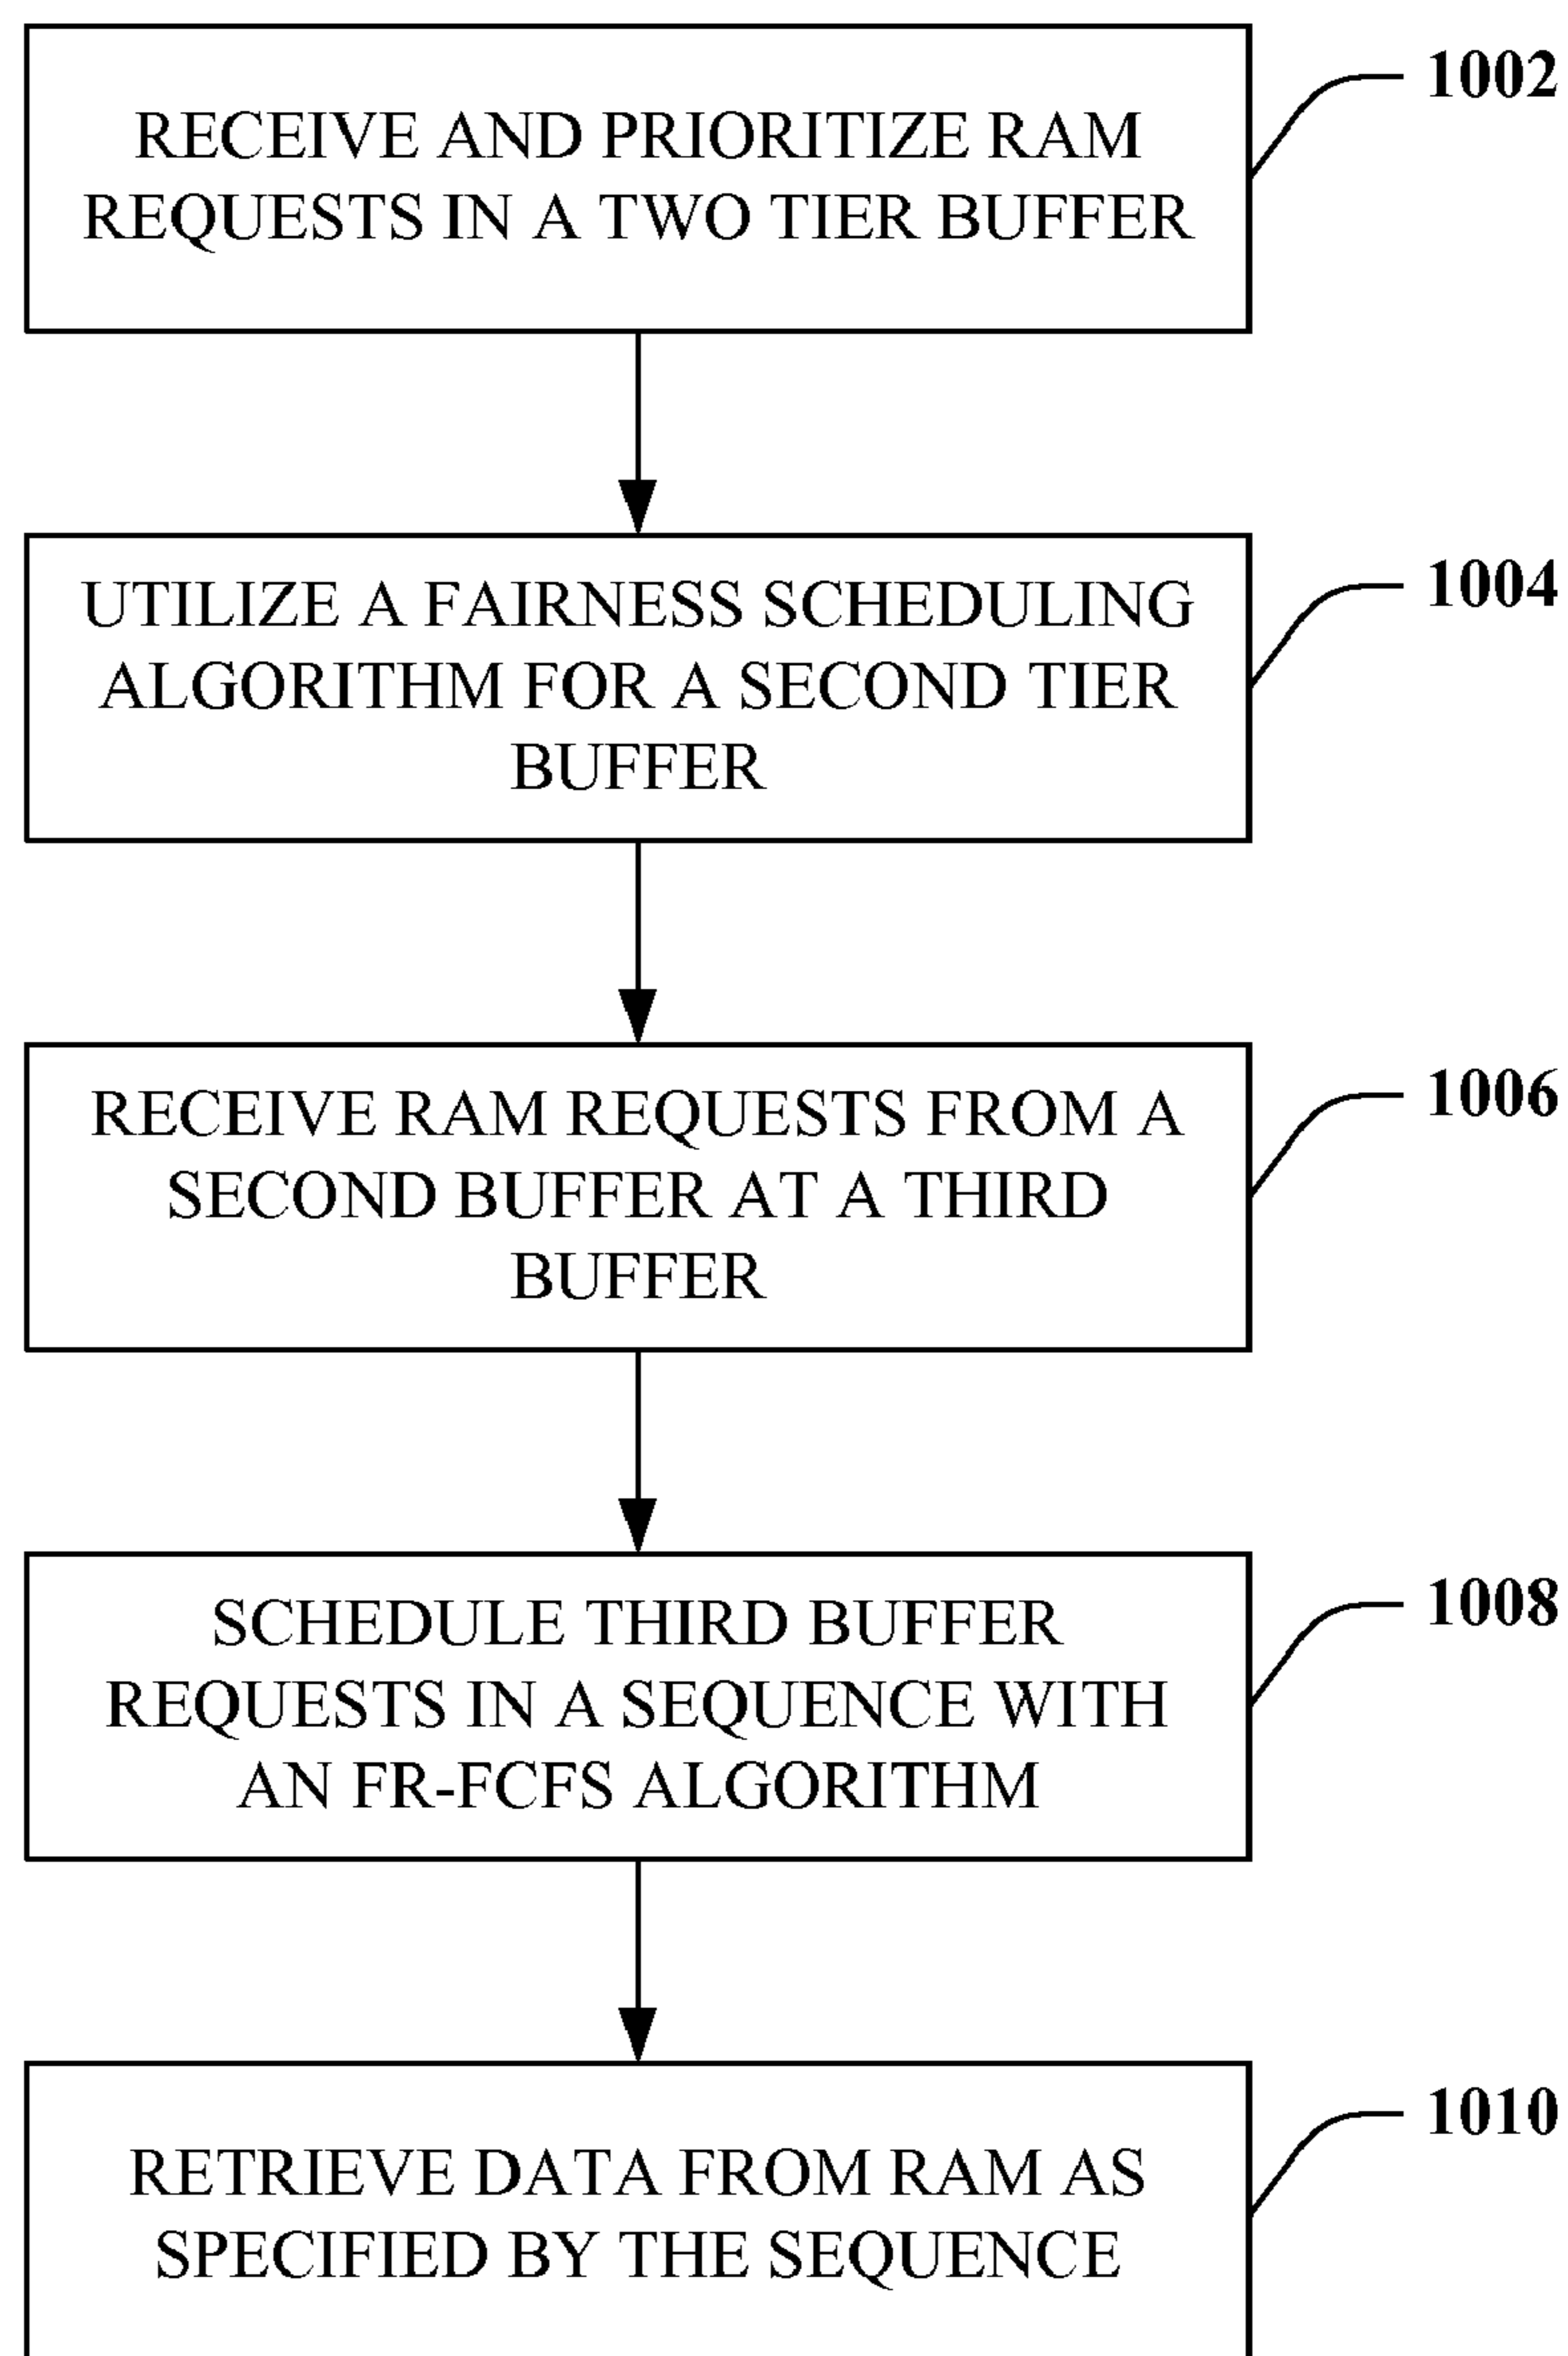 RECEIVE AND PRIORITIZE RAM
REQUESTS IN A TWO TIER BUFFER
1002
UTILIZE A FAIRNESS SCHEDULING
ALGORITHM FOR A SECOND TIER
BUFFER
1004
RECEIVE RAM REQUESTS FROM A
SECOND BUFFER AT A THIRD
BUFFER
1006
SCHEDULE THIRD BUFFER
REQUESTS IN A SEQUENCE WITH
AN FR-FCFS ALGORITHM
1008
RETRIEVE DATA FROM RAM AS
SPECIFIED BY THE SEQUENCE
1010